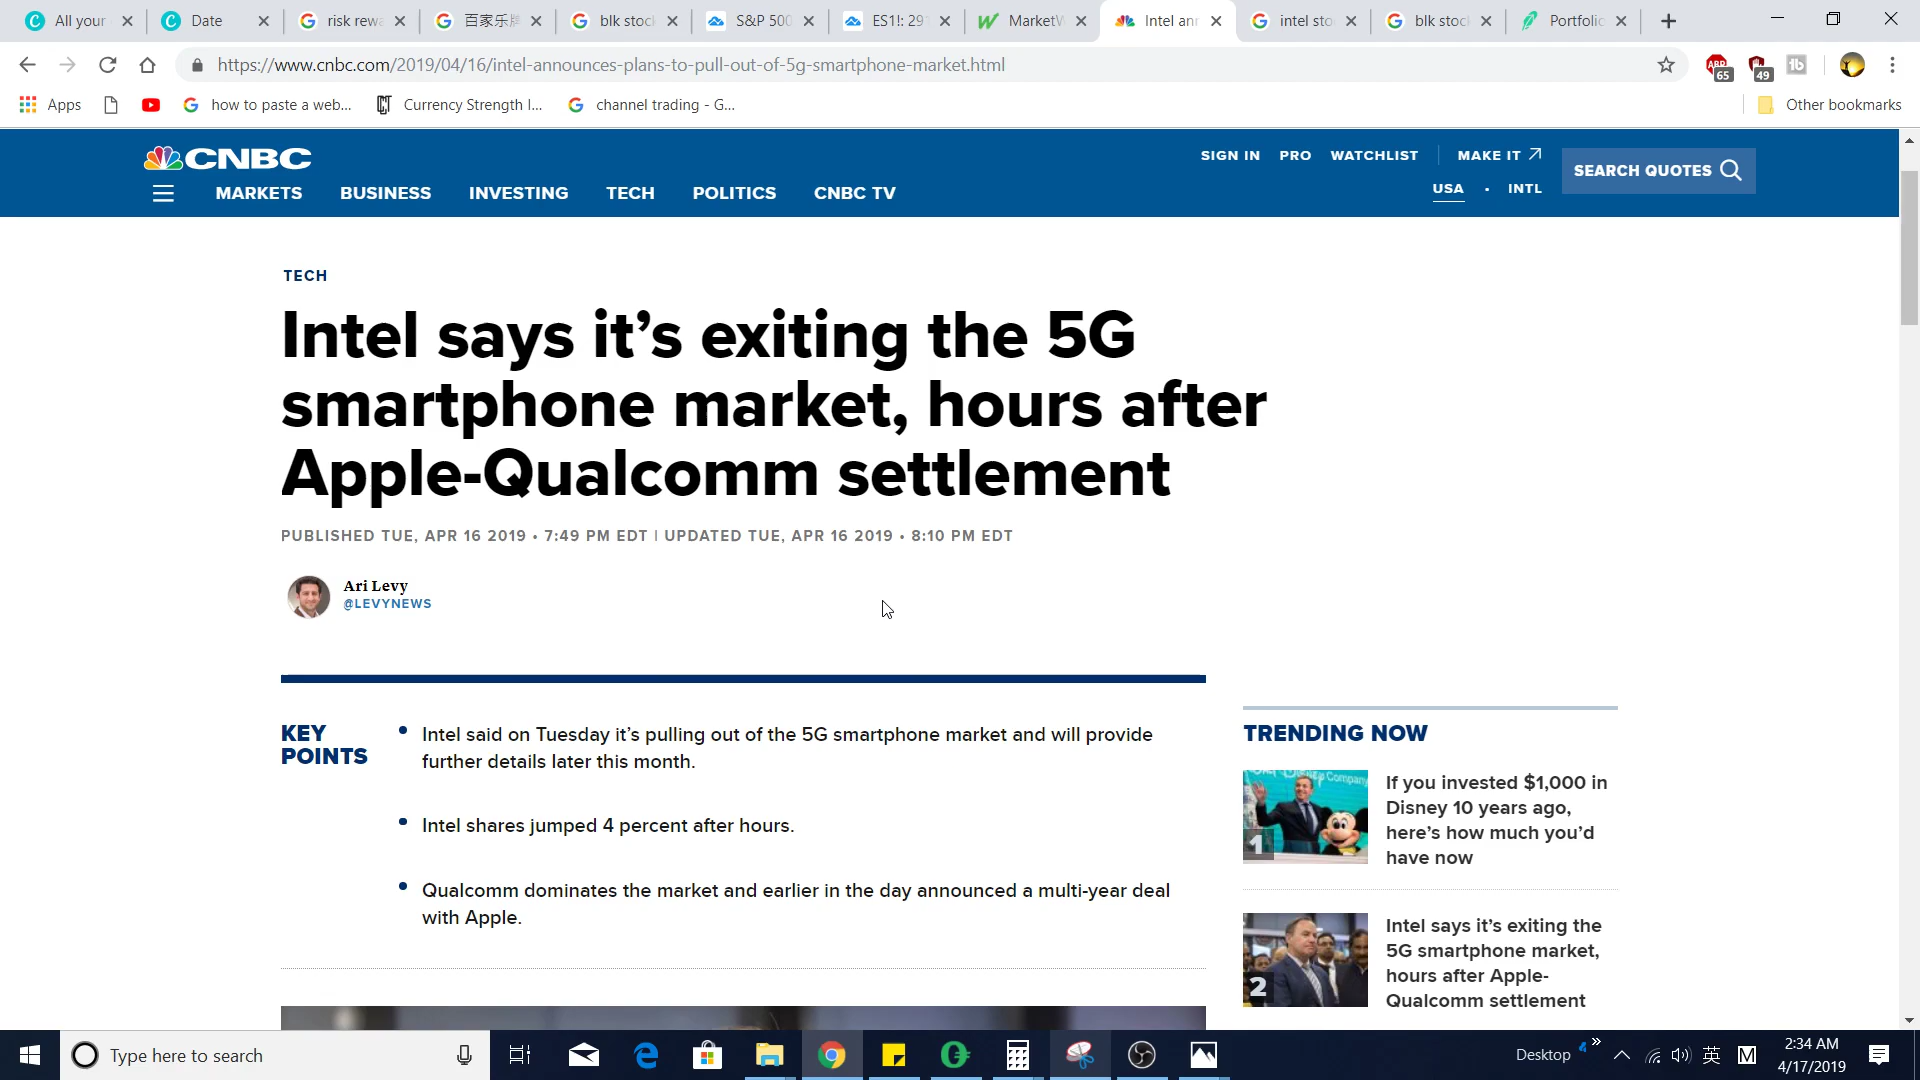 All your
Date
risk rewa
百家乐牌
blk stoc
S&P 500
ES1!: 29
MarketW
Intel ann
intel sto
blk stoc
Portfolio
https://www.cnbc.com/2019/04/16/intel-announces-plans-to-pull-out-of-5g-smartphone-market.html
ABP
65
49
Apps
how to paste a web...
Currency Strength I...
channel trading - G...
Other bookmarks
CNBC
SIGN IN
PRO
WATCHLIST
MAKE IT
SEARCH QUOTES
USA
INTL
MARKETS
BUSINESS
INVESTING
TECH
POLITICS
CNBC TV
TECH
Intel says it’s exiting the 5G
smartphone market, hours after
Apple-Qualcomm settlement
PUBLISHED TUE, APR 16 2019 • 7:49 PM EDT | UPDATED TUE, APR 16 2019 • 8:10 PM EDT
Ari Levy
@LEVYNEWS
KEY
POINTS
Intel said on Tuesday it’s pulling out of the 5G smartphone market and will provide
further details later this month.
Intel shares jumped 4 percent after hours.
Qualcomm dominates the market and earlier in the day announced a multi-year deal
with Apple.
TRENDING NOW
1
If you invested $1,000 in
Disney 10 years ago,
here’s how much you’d
have now
2
Intel says it’s exiting the
5G smartphone market,
hours after Apple-
Qualcomm settlement
Type here to search
Desktop
英
M
2:34 AM
4/17/2019